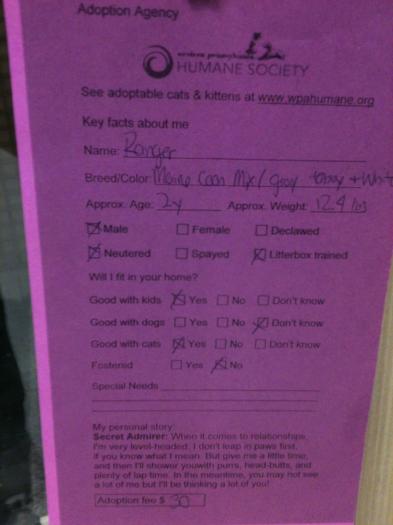 Adoption Agency
western pennsylvania
HUMANE SOCIETY
See adoptable cats & kittens at www.wpahumane.org
Key facts about me
Name: Ranger
Breed/Color: Maine Coon Mix/ gray tabby + Whit
Approx. Age: 2y Approx. Weight: 12.4 lbs
Male Female Declawed
Neutered Spayed Litterbox trained
Will I fit in your home?
Good with kids Yes No Don't know
Good with dogs Yes No Don't know
Good with cats Yes No Don't know
Fostered Yes No
Special Needs
My personal story:
Secret Admirer: When it comes to relationships,
I'm very level-headed. I don't leap in paws first,
if you know what I mean. But give me a little time,
and then I'll shower youwith purrs, head-butts, and
plenty of lap time. In the meantime, you may not see
a lot of me but I'll be thinking a lot of you!
Adoption fee $ 30